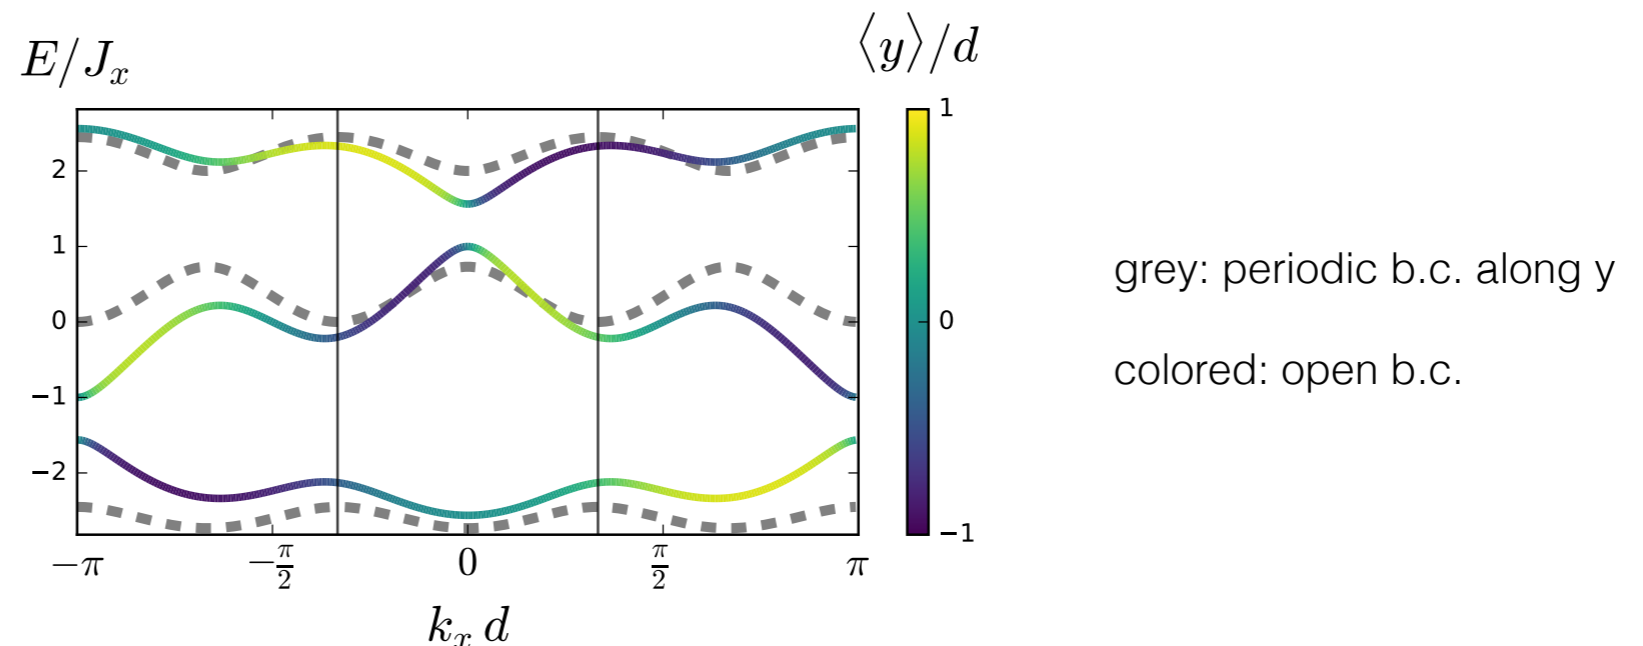 E/J_x
⟨y⟩/d
2
1
0
−1
−2
1
0
−1
−π
−π/2
0
π/2
π
k_x d
grey: periodic b.c. along y
colored: open b.c.